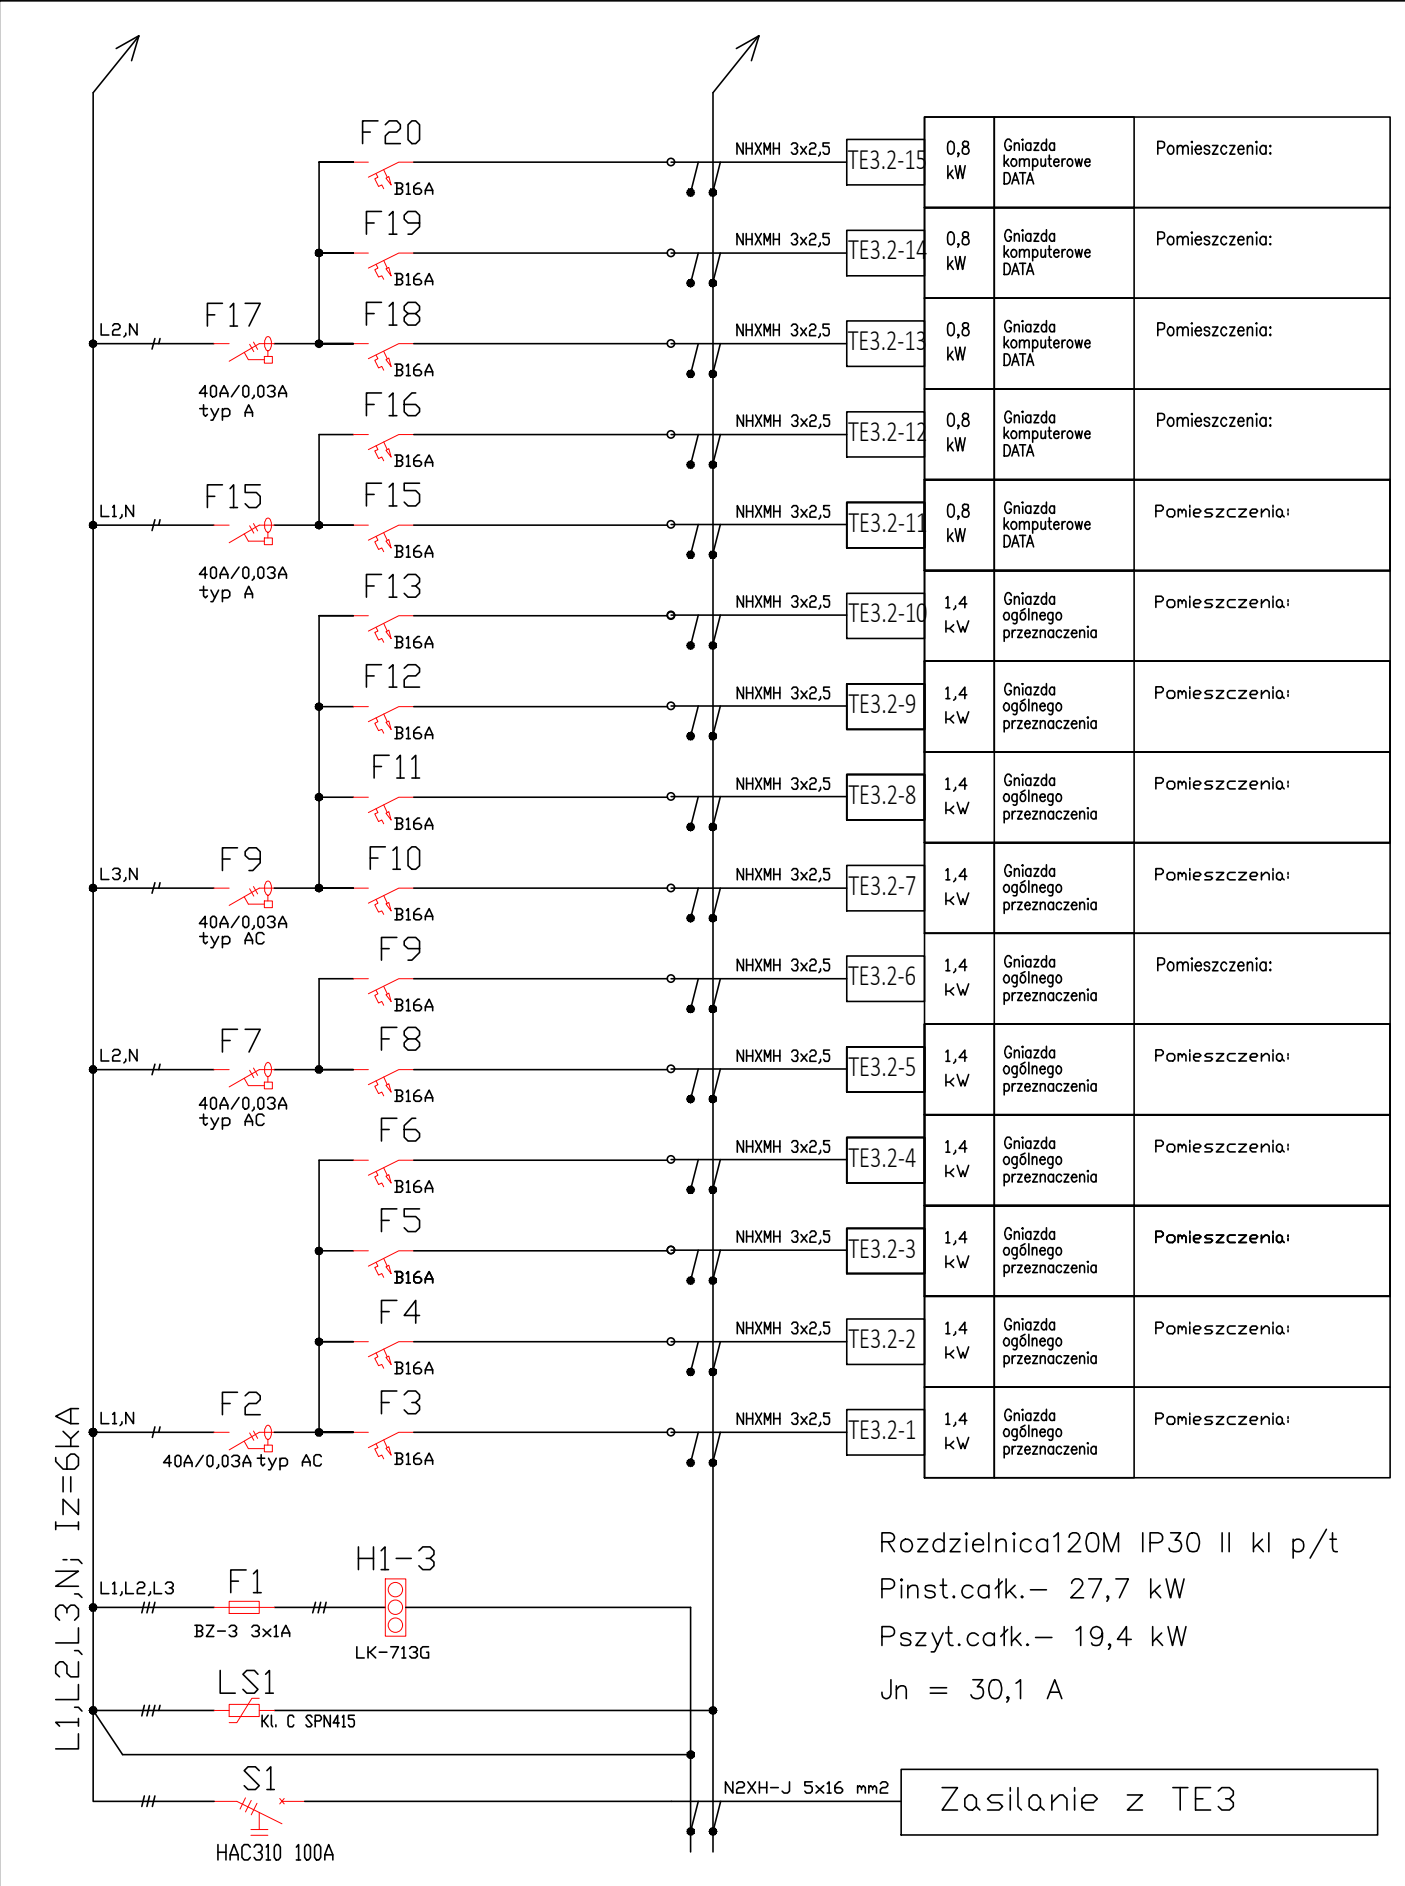 F20
B16A
NHXMH 3x2,5
TE3.2-15
0,8
kW
Gniazda
komputerowe
DATA
Pomieszczenia:
F19
B16A
NHXMH 3x2,5
TE3.2-14
0,8
kW
Gniazda
komputerowe
DATA
Pomieszczenia:
L2,N
F17
40A/0,03A
typ A
F18
B16A
NHXMH 3x2,5
TE3.2-13
0,8
kW
Gniazda
komputerowe
DATA
Pomieszczenia:
F16
B16A
NHXMH 3x2,5
TE3.2-12
0,8
kW
Gniazda
komputerowe
DATA
Pomieszczenia:
L1,N
F15
40A/0,03A
typ A
F15
B16A
NHXMH 3x2,5
TE3.2-11
0,8
kW
Gniazda
komputerowe
DATA
Pomieszczenia:
F13
B16A
NHXMH 3x2,5
TE3.2-10
1,4
kW
Gniazda
ogólnego
przeznaczenia
Pomieszczenia:
F12
B16A
NHXMH 3x2,5
TE3.2-9
1,4
kW
Gniazda
ogólnego
przeznaczenia
Pomieszczenia:
F11
B16A
NHXMH 3x2,5
TE3.2-8
1,4
kW
Gniazda
ogólnego
przeznaczenia
Pomieszczenia:
L3,N
F9
40A/0,03A
typ AC
F10
B16A
NHXMH 3x2,5
TE3.2-7
1,4
kW
Gniazda
ogólnego
przeznaczenia
Pomieszczenia:
F9
B16A
NHXMH 3x2,5
TE3.2-6
1,4
kW
Gniazda
ogólnego
przeznaczenia
Pomieszczenia:
L2,N
F7
40A/0,03A
typ AC
F8
B16A
NHXMH 3x2,5
TE3.2-5
1,4
kW
Gniazda
ogólnego
przeznaczenia
Pomieszczenia:
F6
B16A
NHXMH 3x2,5
TE3.2-4
1,4
kW
Gniazda
ogólnego
przeznaczenia
Pomieszczenia:
F5
B16A
NHXMH 3x2,5
TE3.2-3
1,4
kW
Gniazda
ogólnego
przeznaczenia
Pomieszczenia:
F4
B16A
NHXMH 3x2,5
TE3.2-2
1,4
kW
Gniazda
ogólnego
przeznaczenia
Pomieszczenia:
L1,N
F2
40A/0,03A typ AC
F3
B16A
NHXMH 3x2,5
TE3.2-1
1,4
kW
Gniazda
ogólnego
przeznaczenia
Pomieszczenia:
L1,L2,L3,N; Iz=6kA
L1,L2,L3
F1
BZ-3 3x1A
H1-3
LK-713G
LS1
Kl. C SPN415
S1
HAC310 100A
Rozdzielnica120M IP30 II kl p/t
Pinst.całk.– 27,7 kW
Pszyt.całk.– 19,4 kW
Jn = 30,1 A
N2XH-J 5x16 mm2
Zasilanie z TE3